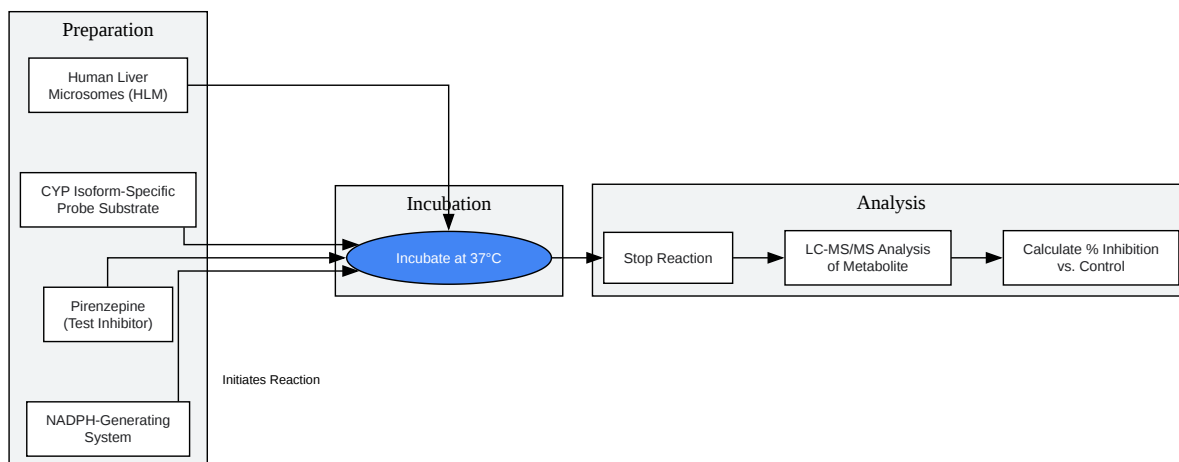 Preparation
Human Liver
Microsomes (HLM)
CYP Isoform-Specific
Probe Substrate
Pirenzepine
(Test Inhibitor)
NADPH-Generating
System
Initiates Reaction
Incubation
Incubate at 37°C
Analysis
Stop Reaction
LC-MS/MS Analysis
of Metabolite
Calculate % Inhibition
vs. Control